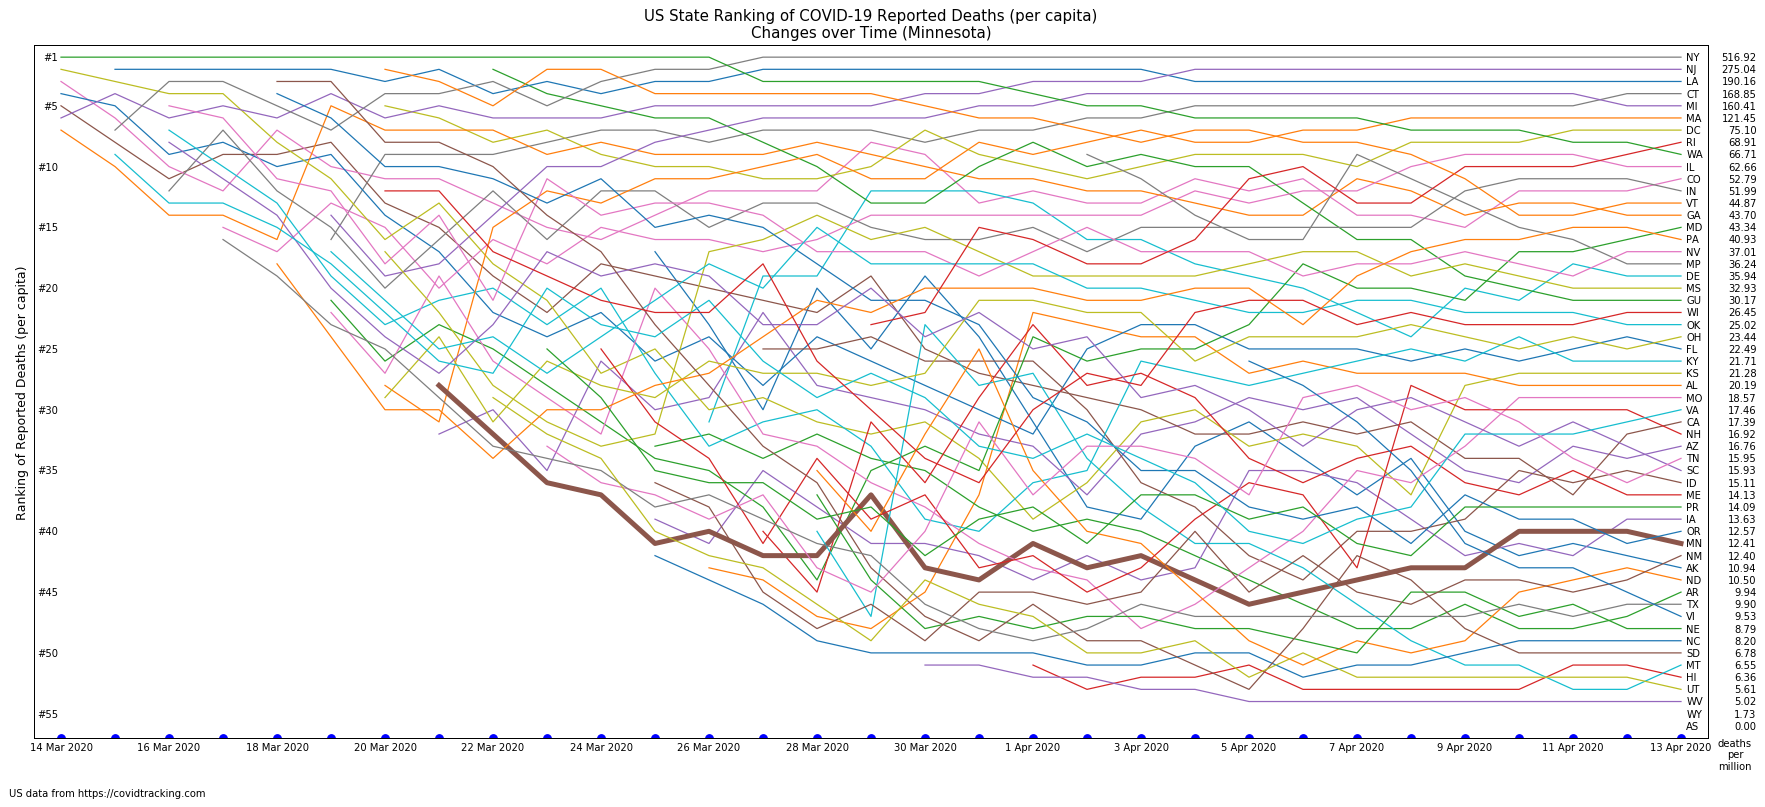 US State Ranking of COVID-19 Reported Deaths (per capita)
Changes over Time (Minnesota)
Ranking of Reported Deaths (per capita)
#1
#5
#10
#15
#20
#25
#30
#35
#40
#45
#50
#55
NY 516.92
NJ 275.04
LA 190.16
CT 168.85
MI 160.41
MA 121.45
DC 75.10
RI 68.91
WA 66.71
IL 62.66
CO 52.79
IN 51.99
VT 44.87
GA 43.70
MD 43.34
PA 40.93
NV 37.01
MP 36.24
DE 35.94
MS 32.93
GU 30.17
WI 26.45
OK 25.02
OH 23.44
FL 22.49
KY 21.71
KS 21.28
AL 20.19
MO 18.57
VA 17.46
CA 17.39
NH 16.92
AZ 16.76
TN 15.95
SC 15.93
ID 15.11
ME 14.13
PR 14.09
IA 13.63
OR 12.57
MN 12.41
NM 12.40
AK 10.94
ND 10.50
AR 9.94
TX 9.90
VI 9.53
NE 8.79
NC 8.20
SD 6.78
MT 6.55
HI 6.36
UT 5.61
WV 5.02
WY 1.73
AS 0.00
14 Mar 2020 16 Mar 2020 18 Mar 2020 20 Mar 2020 22 Mar 2020 24 Mar 2020 26 Mar 2020 28 Mar 2020 30 Mar 2020 1 Apr 2020 3 Apr 2020 5 Apr 2020 7 Apr 2020 9 Apr 2020 11 Apr 2020 13 Apr 2020
deaths
per
million
US data from https://covidtracking.com